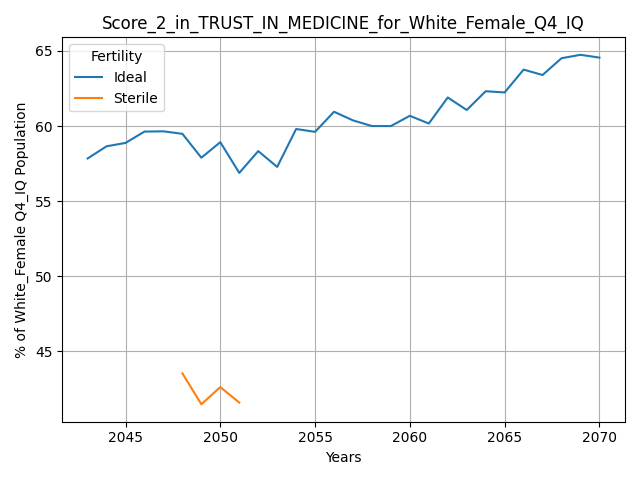 Score_2_in_TRUST_IN_MEDICINE_for_White_Female_Q4_IQ
Fertility
Ideal
Sterile
% of White_Female Q4_IQ Population
65
60
55
50
45
2045 2050 2055 2060 2065 2070
Years